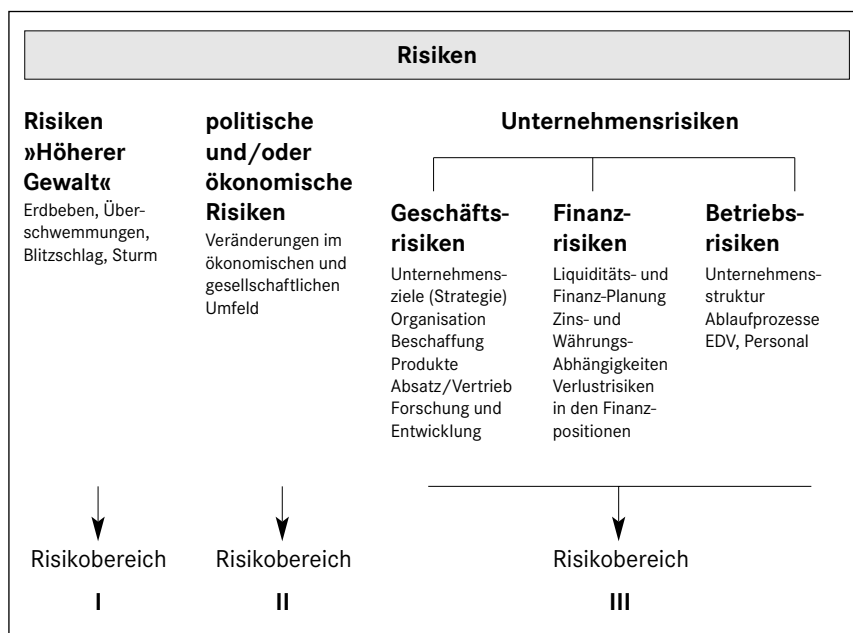 Risiken
Risiken
»Höherer
Gewalt«
Erdbeben, Über-
schwemmungen,
Blitzschlag, Sturm
politische
und/oder
ökonomische
Risiken
Veränderungen im
ökonomischen und
gesellschaftlichen
Umfeld
Unternehmensrisiken
Geschäfts-
risiken
Unternehmens-
ziele (Strategie)
Organisation
Beschaffung
Produkte
Absatz/Vertrieb
Forschung und
Entwicklung
Finanz-
risiken
Liquiditäts- und
Finanz-Planung
Zins- und
Währungs-
Abhängigkeiten
Verlustrisiken
in den Finanz-
positionen
Betriebs-
risiken
Unternehmens-
struktur
Ablaufprozesse
EDV, Personal
Risikobereich
I
Risikobereich
II
Risikobereich
III